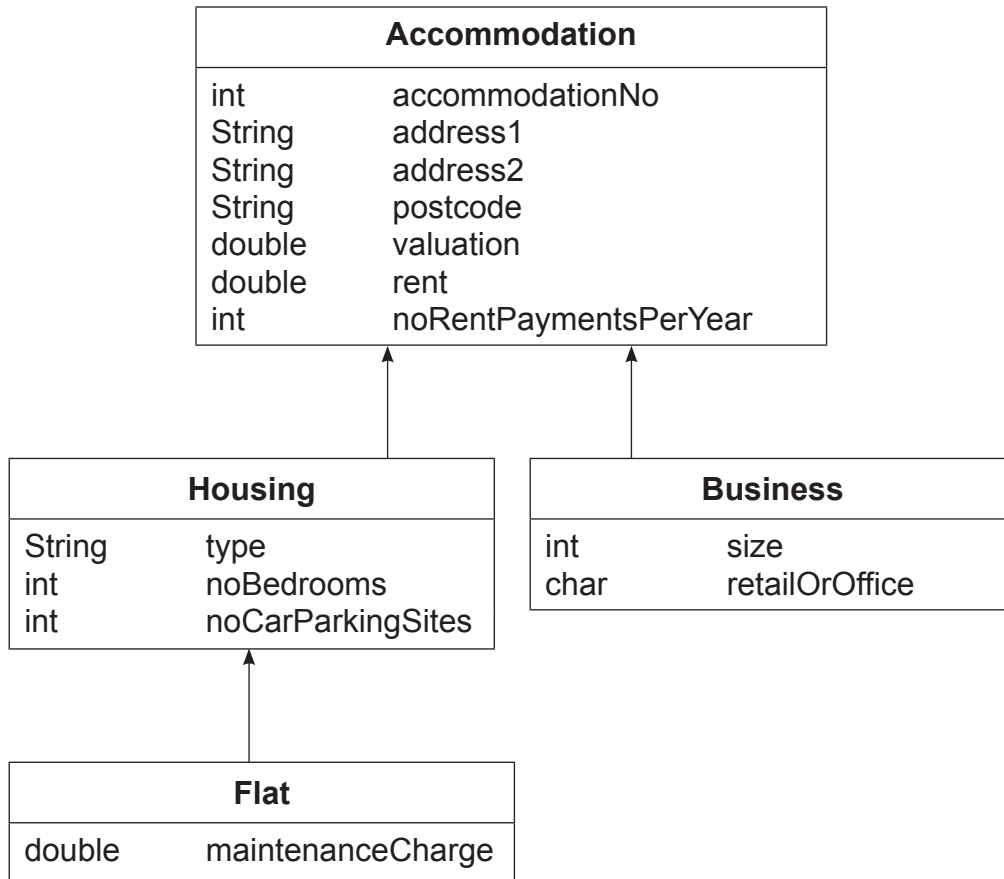 Accommodation
int accommodationNo
String address1
String address2
String postcode
double valuation
double rent
int noRentPaymentsPerYear
Housing
String type
int noBedrooms
int noCarParkingSites
Business
int size
char retailOrOffice
Flat
double maintenanceCharge